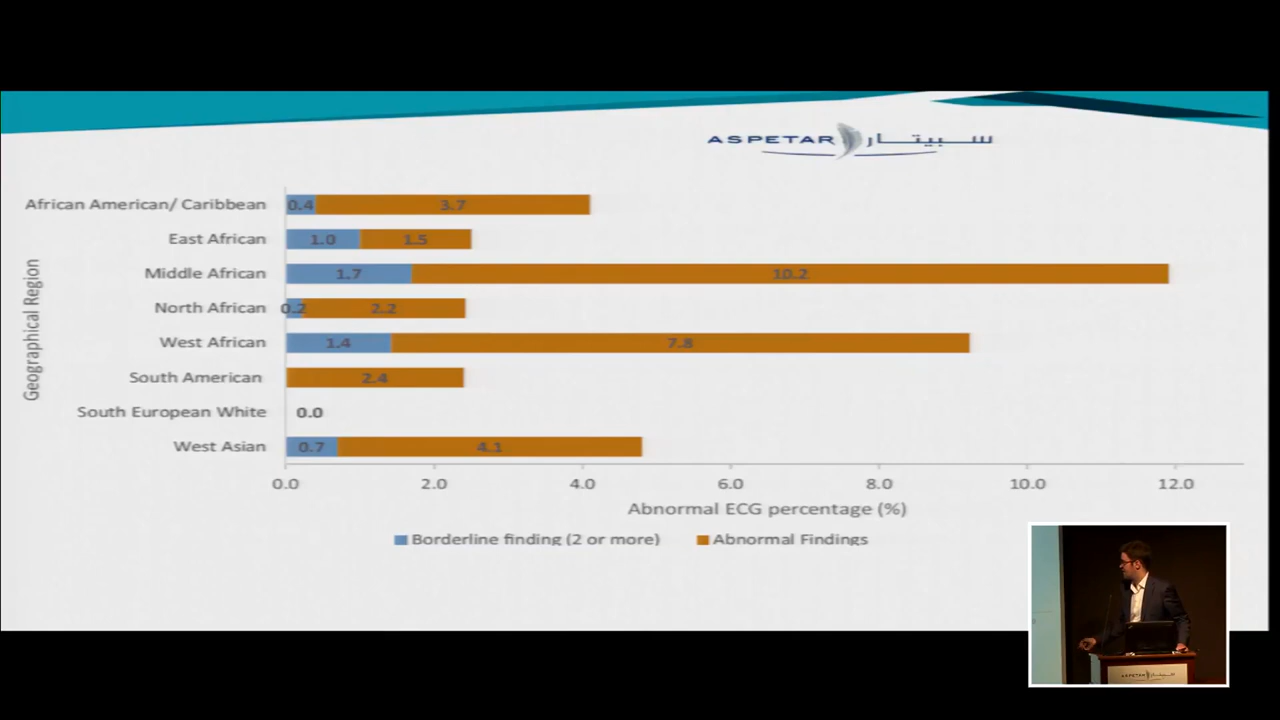 ASPETAR سبيتار
African American/ Caribbean 0.4 3.7
East African 1.0 1.5
Middle African 1.7 10.2
North African 0.2 2.2
West African 1.4 7.8
South American 2.4
South European White 0.0
West Asian 0.7 4.1
Geographical Region
0.0 2.0 4.0 6.0 8.0 10.0 12.0
Abnormal ECG percentage (%)
Borderline finding (2 or more) Abnormal Findings
ASPETAR سبيتار